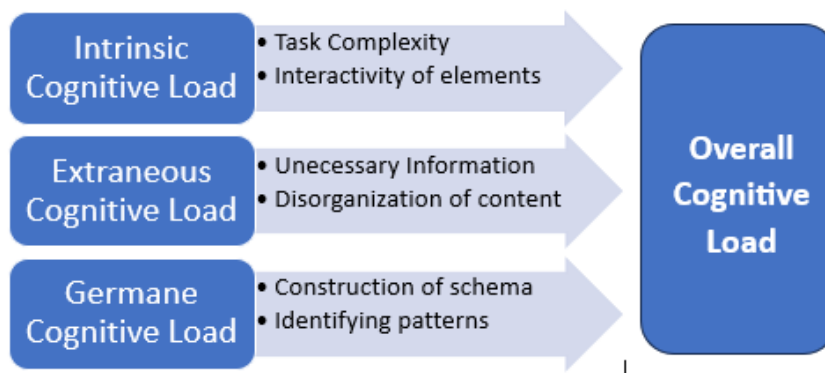 Intrinsic
Cognitive Load
• Task Complexity
• Interactivity of elements
Extraneous
Cognitive Load
• Unecessary Information
• Disorganization of content
Germane
Cognitive Load
• Construction of schema
• Identifying patterns
Overall
Cognitive
Load